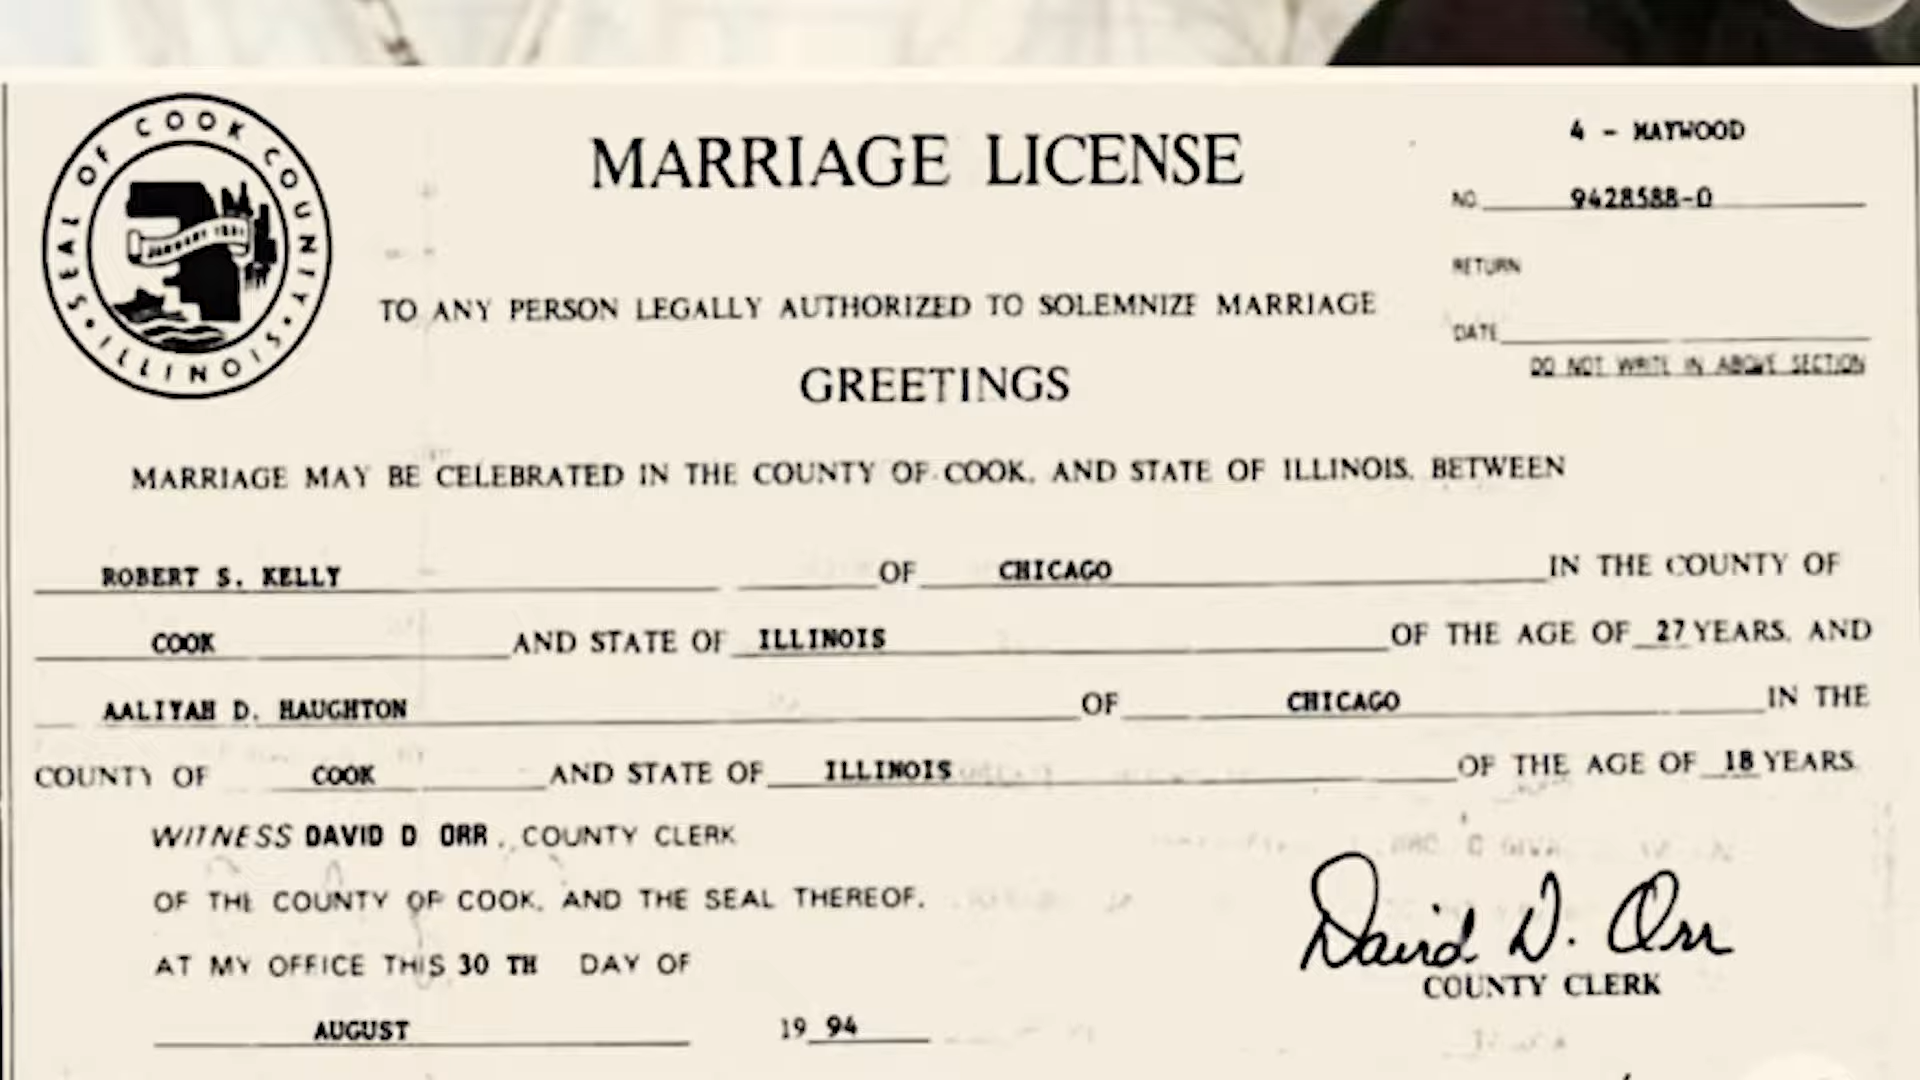 SEAL OF COOK COUNTY
ILLINOIS
JANUARY 1831
MARRIAGE LICENSE
4 - MAYWOOD
NO. 9428588-0
RETURN
DATE
DO NOT WRITE IN ABOVE SECTION
TO ANY PERSON LEGALLY AUTHORIZED TO SOLEMNIZE MARRIAGE
GREETINGS
MARRIAGE MAY BE CELEBRATED IN THE COUNTY OF COOK, AND STATE OF ILLINOIS, BETWEEN
ROBERT S. KELLY OF CHICAGO IN THE COUNTY OF
COOK AND STATE OF ILLINOIS OF THE AGE OF 27 YEARS, AND
AALIYAH D. HAUGHTON OF CHICAGO IN THE
COUNTY OF COOK AND STATE OF ILLINOIS OF THE AGE OF 18 YEARS.
WITNESS DAVID D ORR, COUNTY CLERK
OF THE COUNTY OF COOK, AND THE SEAL THEREOF,
AT MY OFFICE THIS 30 TH DAY OF
AUGUST 19 94
David D. Orr
COUNTY CLERK